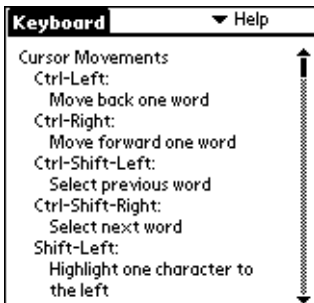 Keyboard
Help
Cursor Movements
Ctrl-Left:
Move back one word
Ctrl-Right:
Move forward one word
Ctrl-Shift-Left:
Select previous word
Ctrl-Shift-Right:
Select next word
Shift-Left:
Highlight one character to
the left